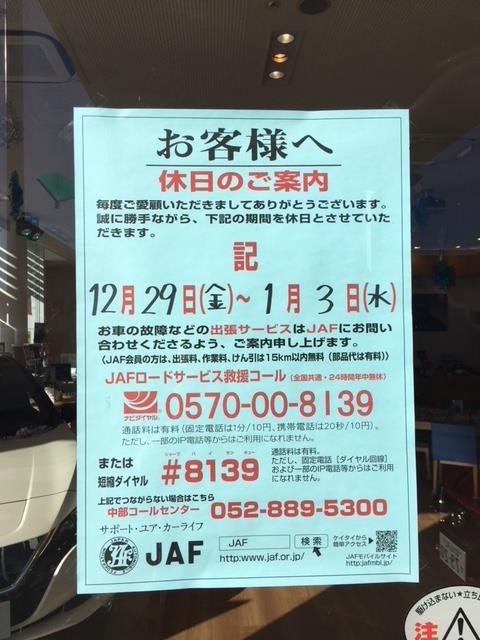 お客様へ
休日のご案内
毎度ご愛顧いただきましてありがとうございます。
誠に勝手ながら、下記の期間を休日とさせていた
だきます。
記
12月29日(金)～1月3日(水)
お車の故障などの出張サービスはJAFにお問い
合わせくださるよう、ご案内申し上げます。
〈JAF会員の方は、出張料、作業料、けん引は15km以内無料（部品代は有料）〉
JAFロードサービス救援コール（全国共通・24時間年中無休）
ナビダイヤル 0570-00-8139
通話料は有料（固定電話は1分/10円、携帯電話は20秒/10円）。
ただし、一部のIP電話等からはご利用になれません。
または
短縮ダイヤル
シャープ ハイ サンキュー
#8139
通話料は有料。
ただし、固定電話［ダイヤル回線］
および一部のIP電話等からはご利用
になれません。
上記でつながらない場合はこちら
中部コールセンター 052-889-5300
サポート・ユア・カーライフ
JAF JAF
JAF 検索
http:www.jaf.or.jp/
ケイタイから
簡単アクセス
JAFモバイルサイト
http:jafmbl.jp/
駆け込まない★立ち
注